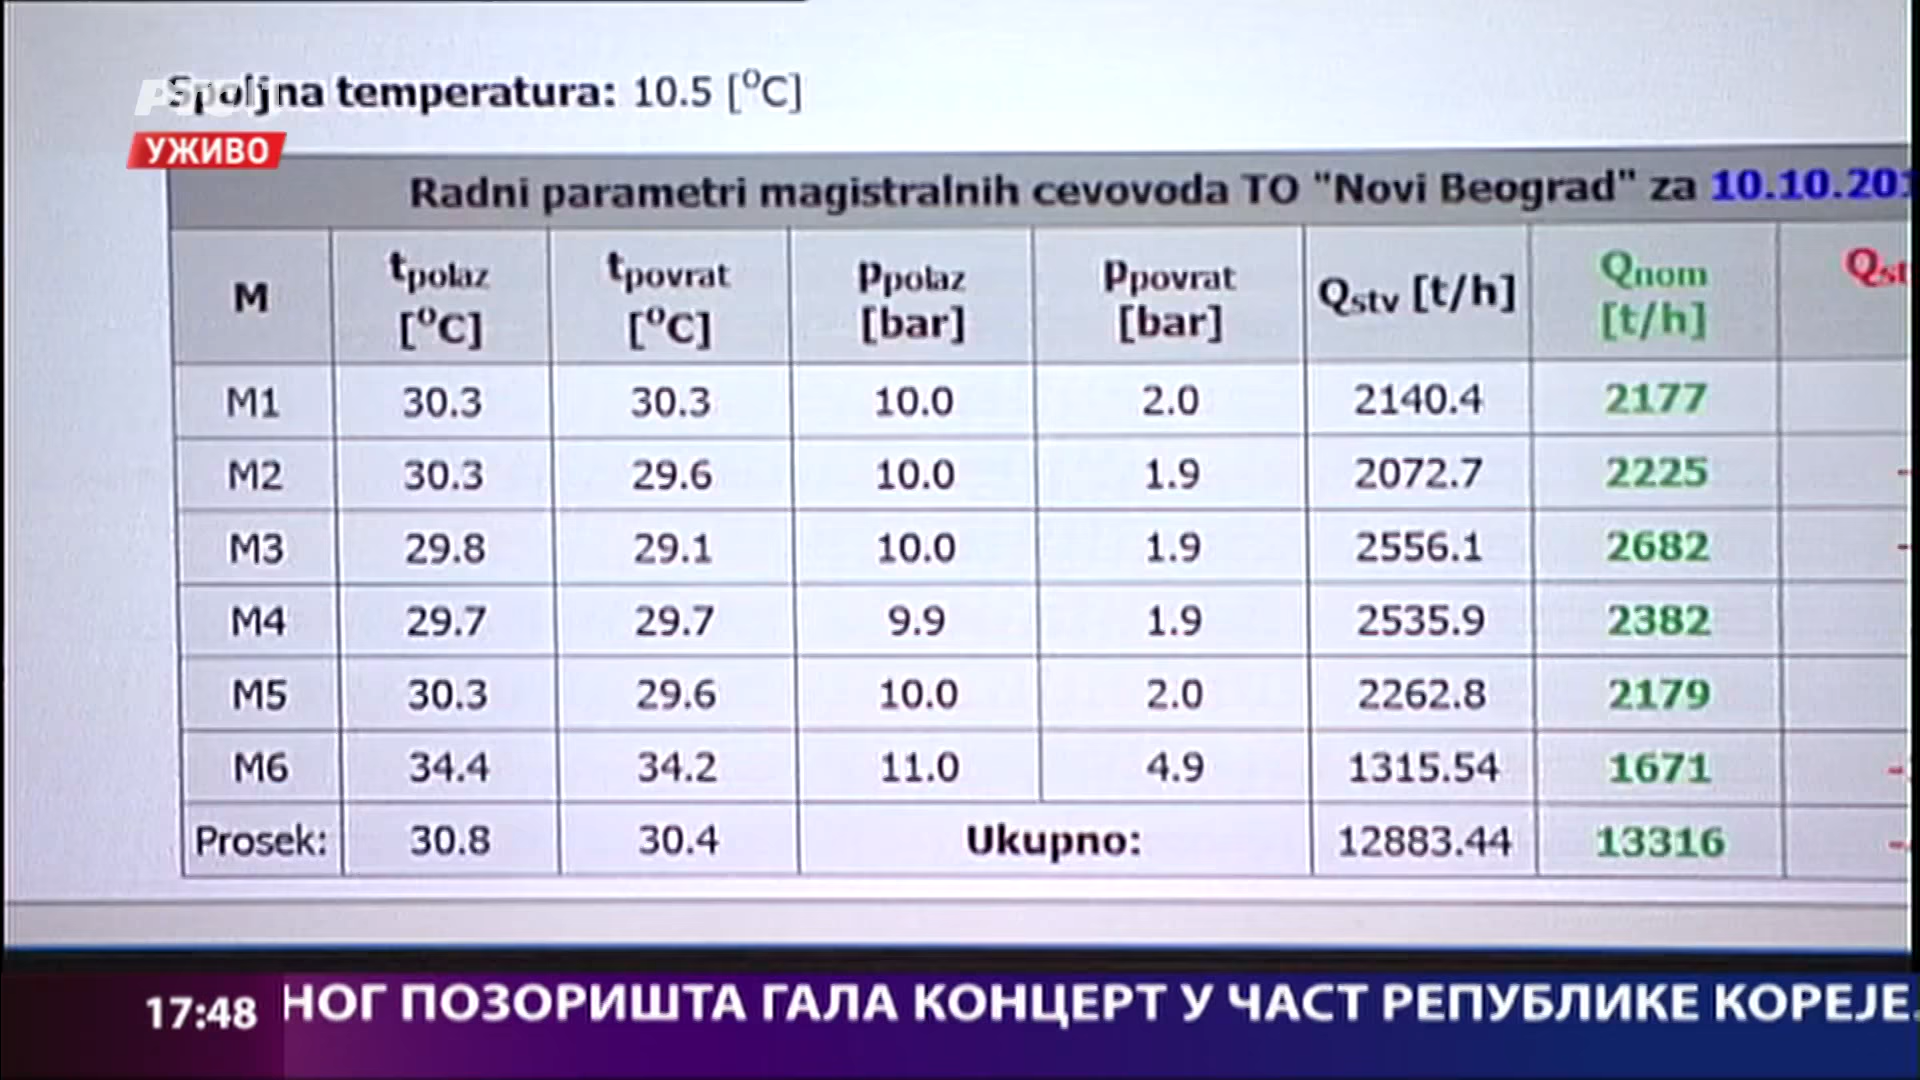 Spoljna temperatura: 10.5 [°C]
УЖИВО
Radni parametri magistralnih cevovoda TO "Novi Beograd" za 10.10.201
M tpolaz [°C] tpovrat [°C] ppolaz [bar] ppovrat [bar] Qstv [t/h] Qnom [t/h] Qst
M1 30.3 30.3 10.0 2.0 2140.4 2177
M2 30.3 29.6 10.0 1.9 2072.7 2225 -
M3 29.8 29.1 10.0 1.9 2556.1 2682 -
M4 29.7 29.7 9.9 1.9 2535.9 2382
M5 30.3 29.6 10.0 2.0 2262.8 2179
M6 34.4 34.2 11.0 4.9 1315.54 1671 -
Prosek: 30.8 30.4 Ukupno: 12883.44 13316 -
17:48 НОГ ПОЗОРИШТА ГАЛА КОНЦЕРТ У ЧАСТ РЕПУБЛИКЕ КОРЕЈЕ.